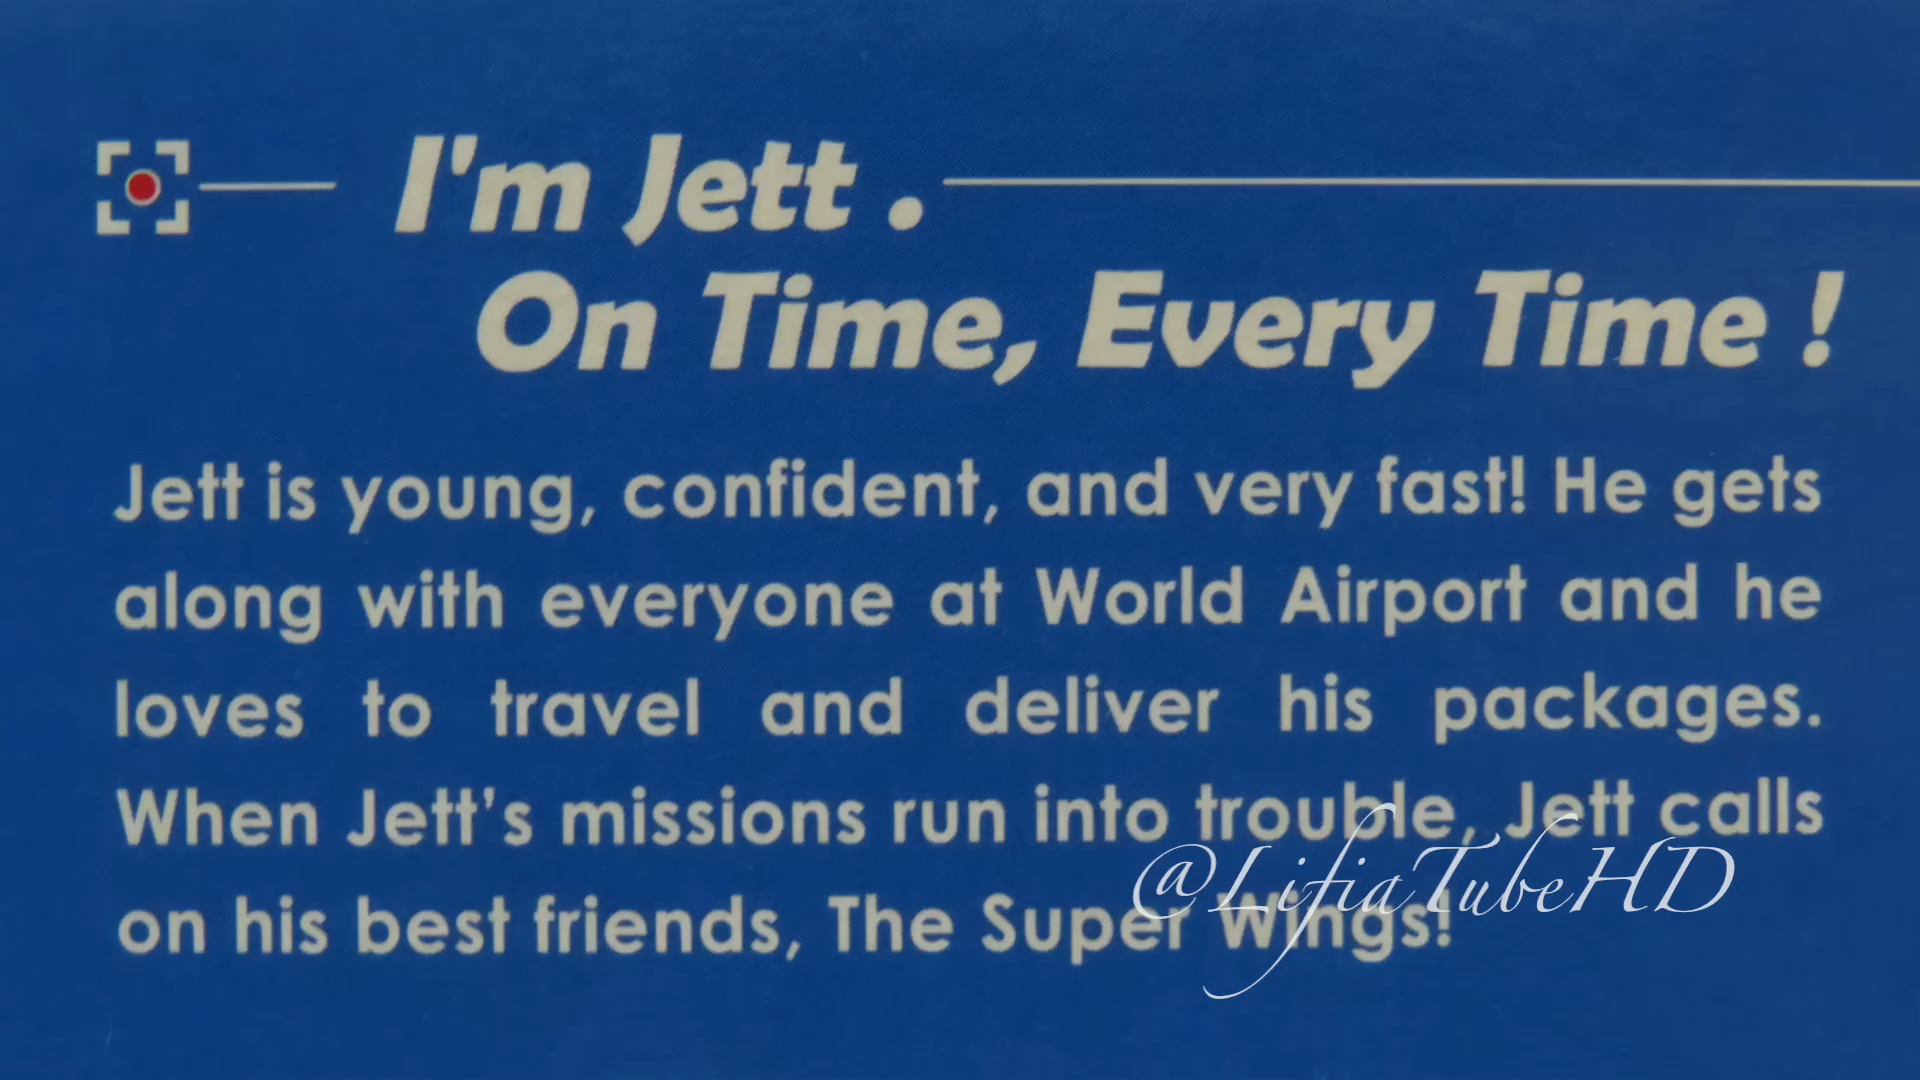 I'm Jett .
On Time, Every Time !
Jett is young, confident, and very fast! He gets
along with everyone at World Airport and he
loves to travel and deliver his packages.
When Jett's missions run into trouble, Jett calls
on his best friends, The Super Wings!
@LifiaTubeHD